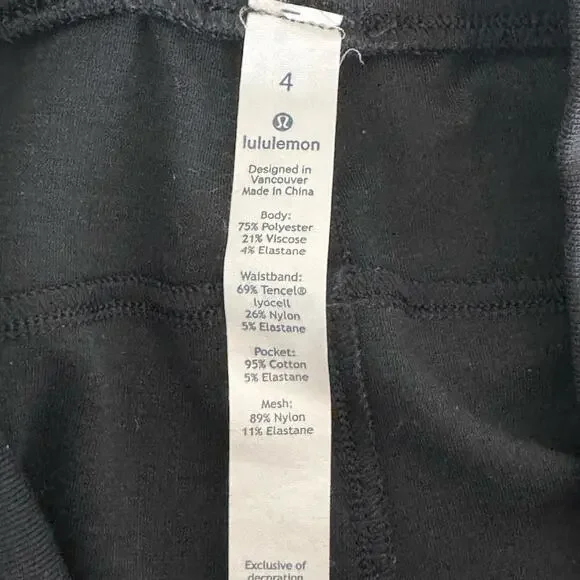 4
lululemon
Designed in
Vancouver
Made in China
Body:
75% Polyester
21% Viscose
4% Elastane
Waistband:
69% Tencel®
lyocell
26% Nylon
5% Elastane
Pocket:
95% Cotton
5% Elastane
Mesh:
89% Nylon
11% Elastane
Exclusive of
decoration